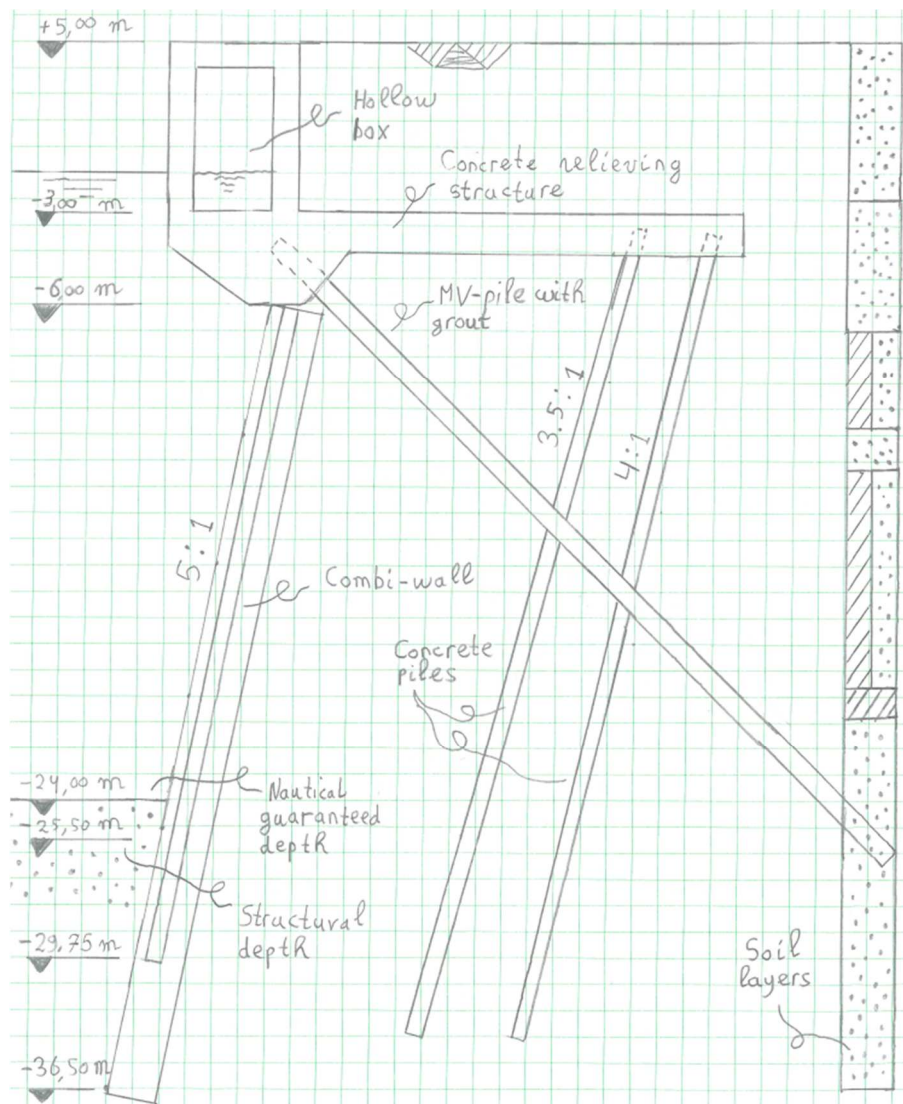 +5,00 m
Hollow
box
Concrete relieving
structure
-3,00 m
-6,00 m
MV-pile with
grout
3.5:1
4:1
5:1
Combi-wall
Concrete
piles
-24,00 m
Nautical
guaranteed
depth
-25,50 m
Structural
depth
-29,75 m
Soil
layers
-36,50 m